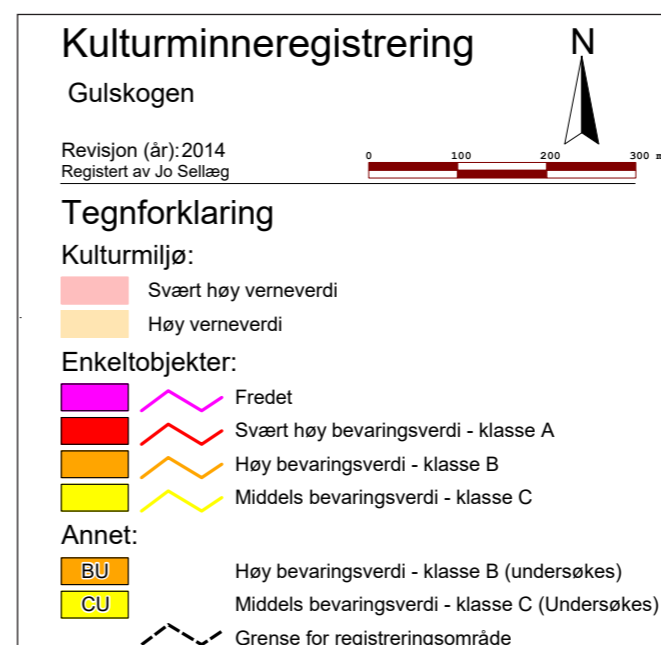 Kulturminneregistrering
N
Gulskogen
Revisjon (år):2014
Registert av Jo Sellæg
0 100 200 300 m
Tegnforklaring
Kulturmiljø:
Svært høy verneverdi
Høy verneverdi
Enkeltobjekter:
Fredet
Svært høy bevaringsverdi - klasse A
Høy bevaringsverdi - klasse B
Middels bevaringsverdi - klasse C
Annet:
BU Høy bevaringsverdi - klasse B (undersøkes)
CU Middels bevaringsverdi - klasse C (Undersøkes)
Grense for registreringsområde